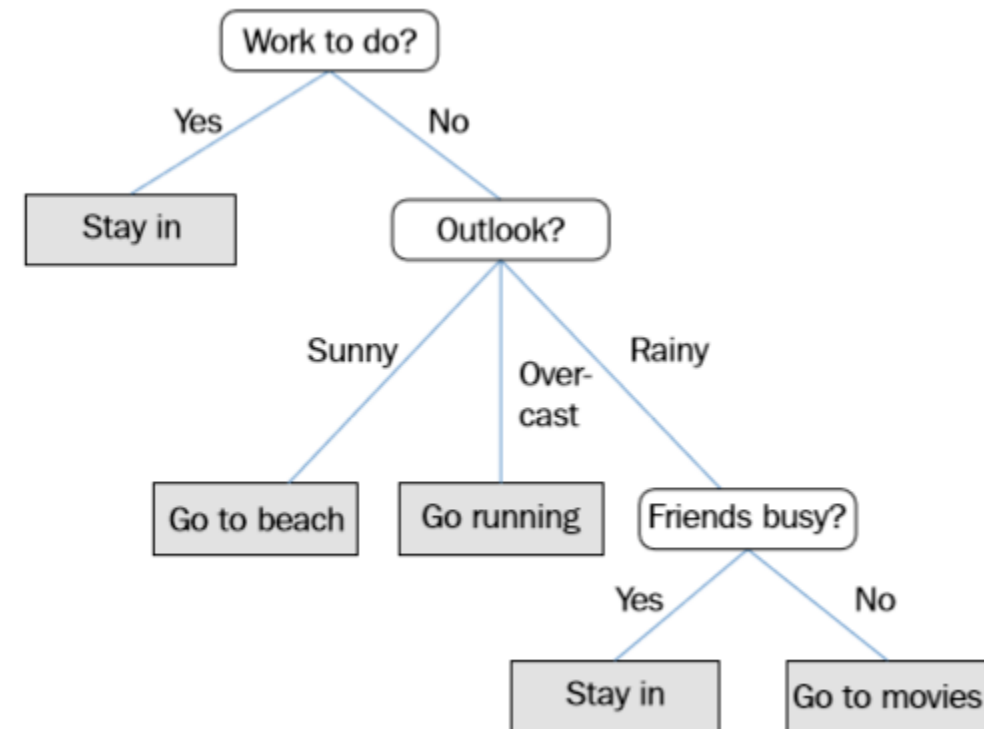 Work to do?
Yes
No
Stay in
Outlook?
Sunny
Over-
cast
Rainy
Go to beach
Go running
Friends busy?
Yes
No
Stay in
Go to movies